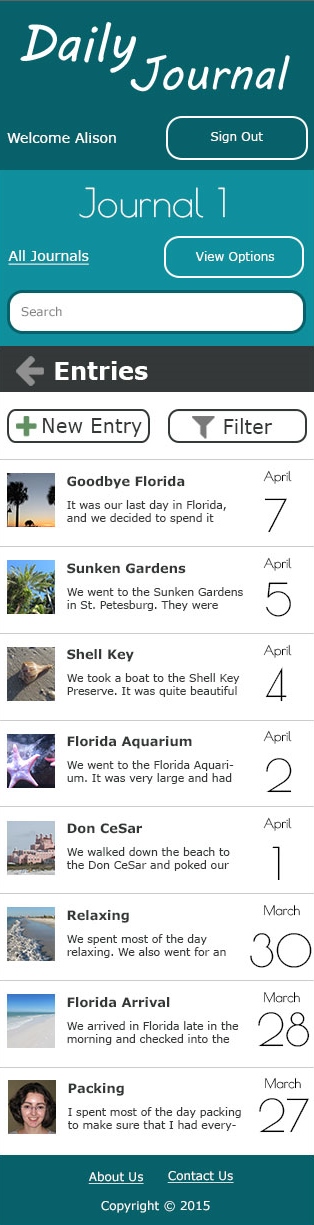 Daily Journal
Welcome Alison
Sign Out
Journal 1
All Journals
View Options
Search
Entries
New Entry
Filter
Goodbye Florida
It was our last day in Florida,
and we decided to spend it
April
7
Sunken Gardens
We went to the Sunken Gardens
in St. Petesburg. They were
April
5
Shell Key
We took a boat to the Shell Key
Preserve. It was quite beautiful
April
4
Florida Aquarium
We went to the Florida Aquari-
um. It was very large and had
April
2
Don CeSar
We walked down the beach to
the Don CeSar and poked our
April
1
Relaxing
We spent most of the day
relaxing. We also went for an
March
30
Florida Arrival
We arrived in Florida late in the
morning and checked into the
March
28
Packing
I spent most of the day packing
to make sure that I had every-
March
27
About Us
Contact Us
Copyright © 2015